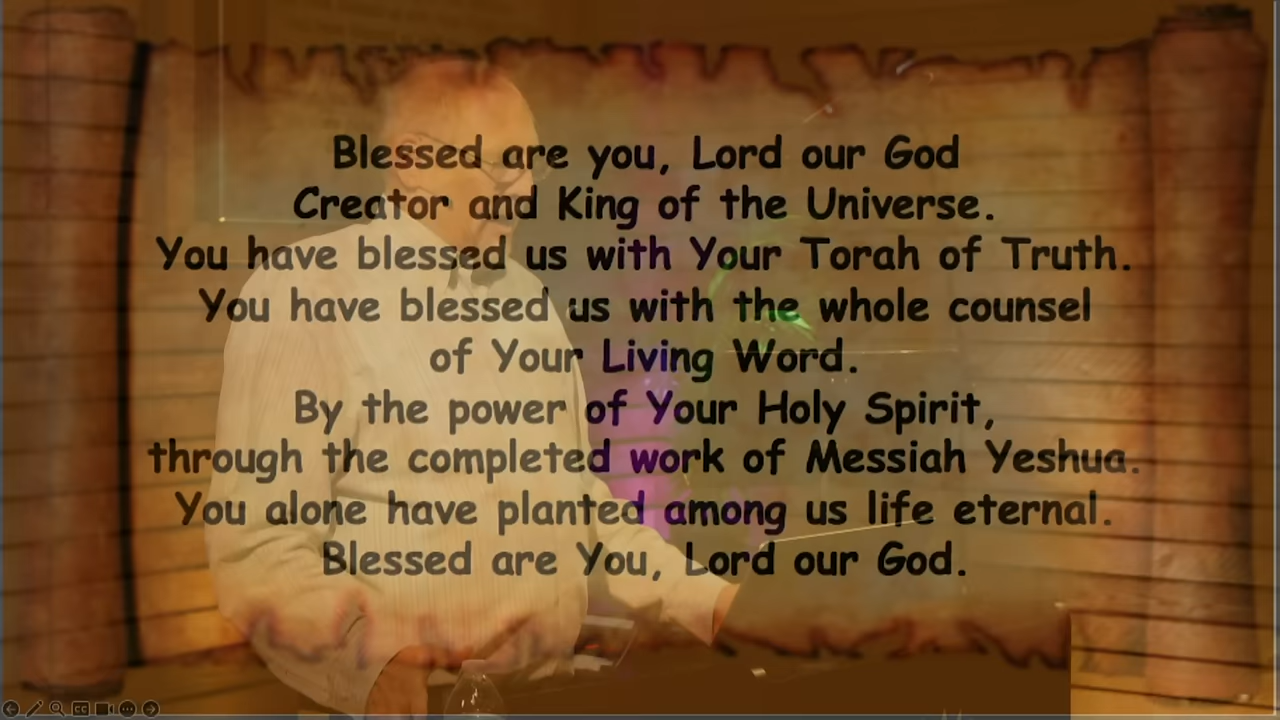 Blessed are you, Lord our God
Creator and King of the Universe.
You have blessed us with Your Torah of Truth.
You have blessed us with the whole counsel
of Your Living Word.
By the power of Your Holy Spirit,
through the completed work of Messiah Yeshua.
You alone have planted among us life eternal.
Blessed are You, Lord our God.